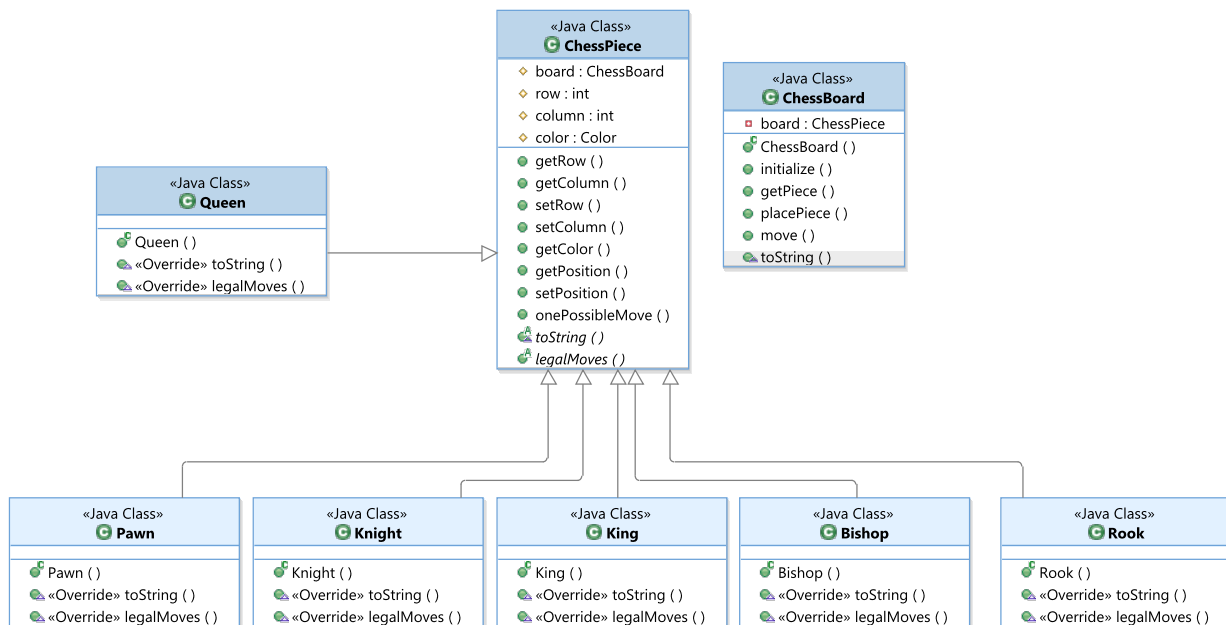 «Java Class»
ChessPiece
board : ChessBoard
row : int
column : int
color : Color
getRow ( )
getColumn ( )
setRow ( )
setColumn ( )
getColor ( )
getPosition ( )
setPosition ( )
onePossibleMove ( )
toString ( )
legalMoves ( )
«Java Class»
ChessBoard
board : ChessPiece
ChessBoard ( )
initialize ( )
getPiece ( )
placePiece ( )
move ( )
toString ( )
«Java Class»
Queen
Queen ( )
«Override» toString ( )
«Override» legalMoves ( )
«Java Class»
Pawn
Pawn ( )
«Override» toString ( )
«Override» legalMoves ( )
«Java Class»
Knight
Knight ( )
«Override» toString ( )
«Override» legalMoves ( )
«Java Class»
King
King ( )
«Override» toString ( )
«Override» legalMoves ( )
«Java Class»
Bishop
Bishop ( )
«Override» toString ( )
«Override» legalMoves ( )
«Java Class»
Rook
Rook ( )
«Override» toString ( )
«Override» legalMoves ( )